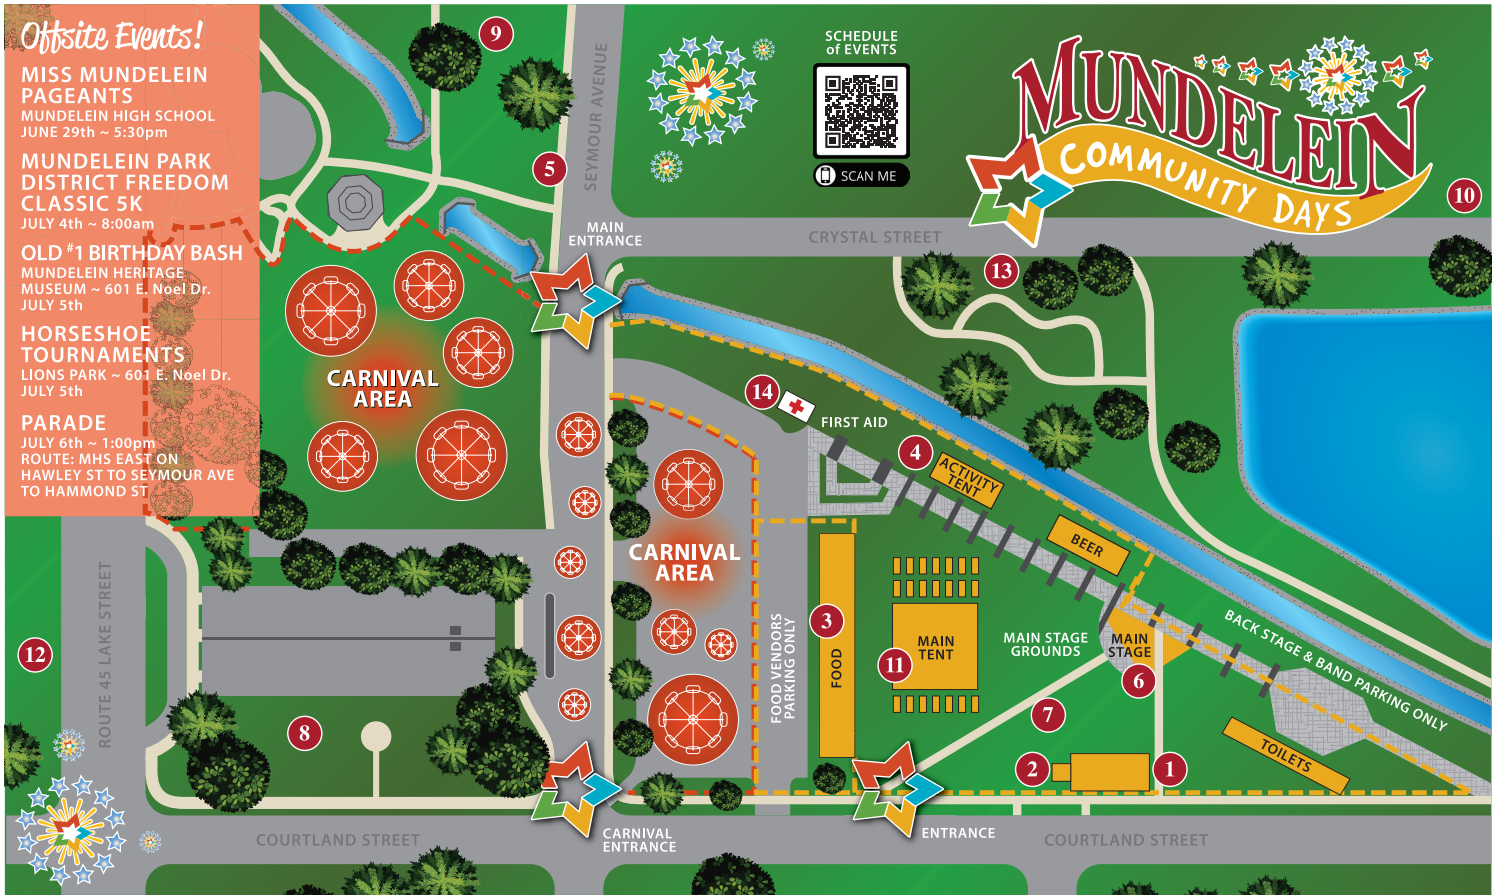 Offsite Events!
MISS MUNDELEIN
PAGEANTS
MUNDELEIN HIGH SCHOOL
JUNE 29th ~ 5:30pm
MUNDELEIN PARK
DISTRICT FREEDOM
CLASSIC 5K
JULY 4th ~ 8:00am
OLD #1 BIRTHDAY BASH
MUNDELEIN HERITAGE
MUSEUM ~ 601 E. Noel Dr.
JULY 5th
HORSESHOE
TOURNAMENTS
LIONS PARK ~ 601 E. Noel Dr.
JULY 5th
PARADE
JULY 6th ~ 1:00pm
ROUTE: MHS EAST ON
HAWLEY ST TO SEYMOUR AVE
TO HAMMOND ST
9
5
SEYMOUR AVENUE
SCHEDULE
of EVENTS
SCAN ME
MUNDELEIN
COMMUNITY DAYS
10
MAIN
ENTRANCE
CRYSTAL STREET
13
CARNIVAL
AREA
14
FIRST AID
4
ACTIVITY
TENT
BEER
CARNIVAL
AREA
FOOD VENDORS
PARKING ONLY
3
FOOD
11
MAIN
TENT
MAIN STAGE
GROUNDS
MAIN
STAGE
6
7
BACK STAGE & BAND PARKING ONLY
TOILETS
2
1
12
ROUTE 45 LAKE STREET
8
COURTLAND STREET
CARNIVAL
ENTRANCE
ENTRANCE
COURTLAND STREET